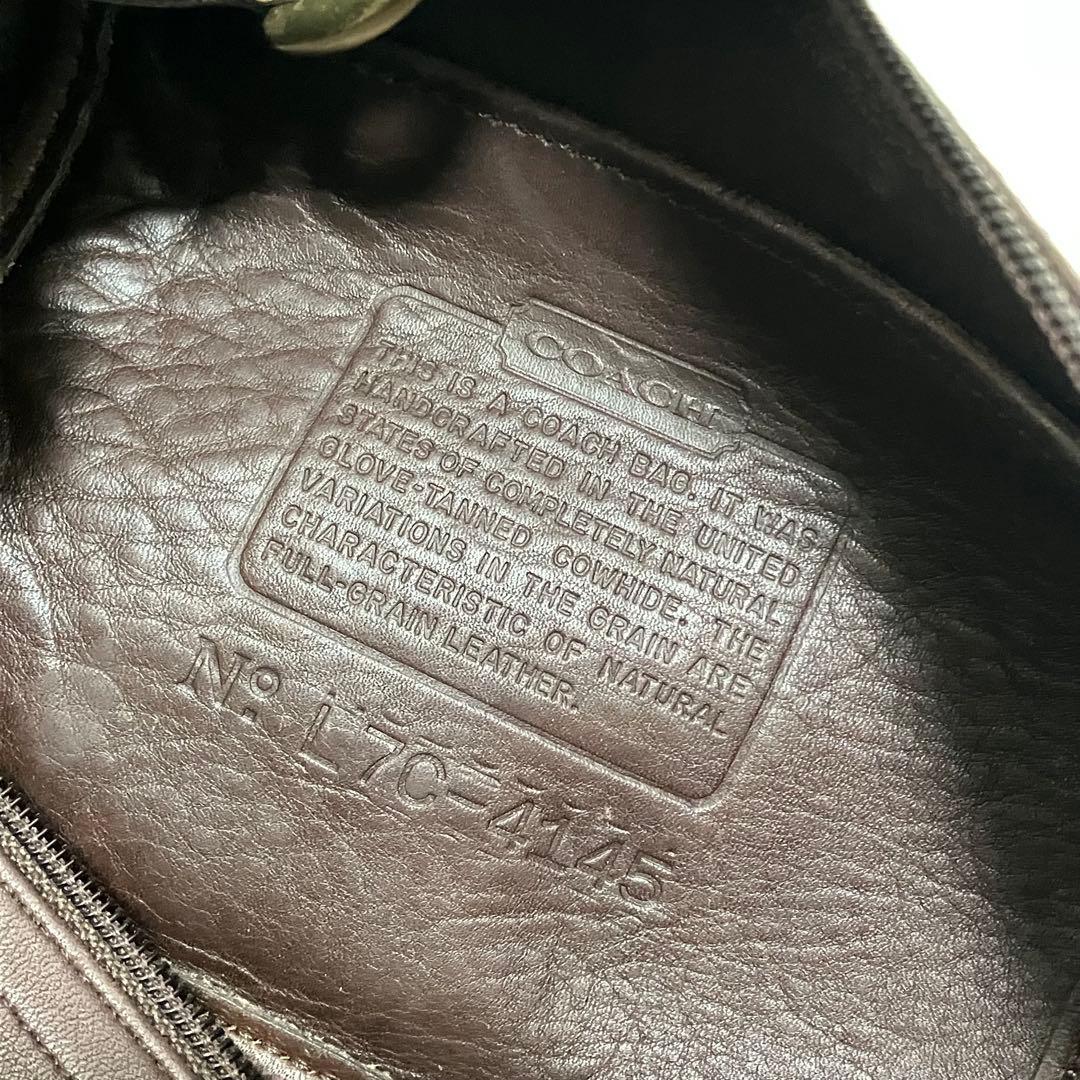 COACH
THIS IS A COACH BAG. IT WAS
HANDCRAFTED IN THE UNITED
STATES OF COMPLETELY NATURAL
GLOVE-TANNED COWHIDE. THE
VARIATIONS IN THE GRAIN ARE
CHARACTERISTIC OF NATURAL
FULL-GRAIN LEATHER.
Nº: L7C-4145